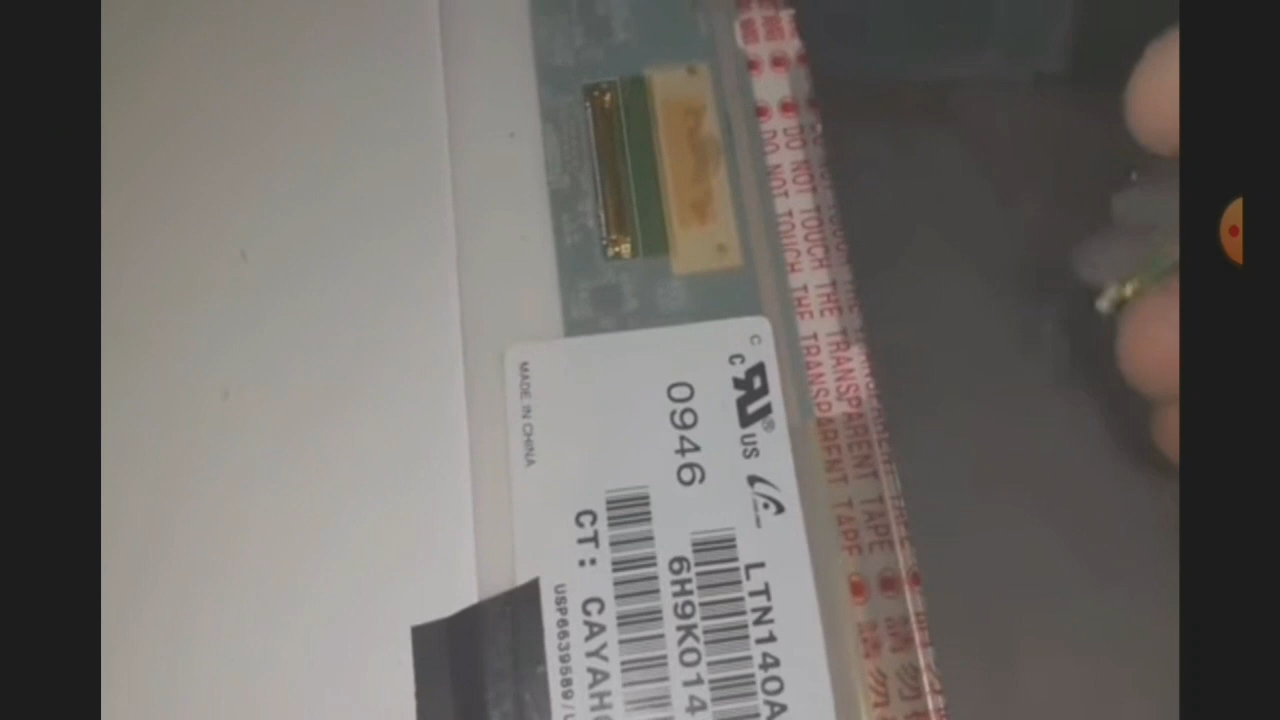 DO NOT TOUCH THE TRANSPARENT TAPE
DO NOT TOUCH THE TRANSPARENT TAPE
C
C US
®
LTN140A
0946
6H9K014
CT: CAYAH
USP6639589/
MADE IN CHINA